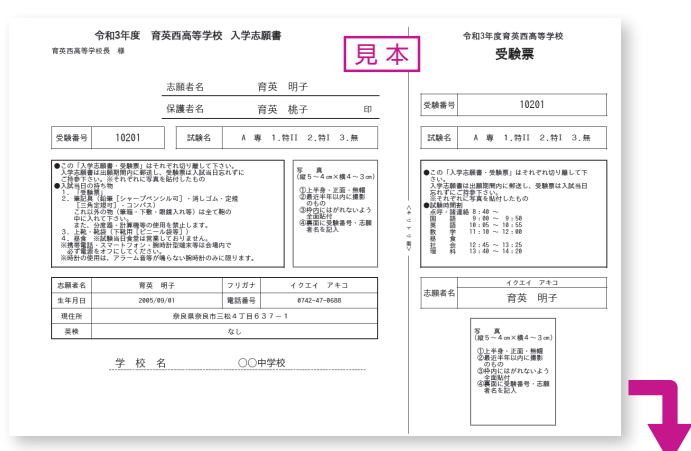 令和3年度 育英西高等学校 入学志願書
育英西高等学校長 様
見本
志願者名 育英 明子
保護者名 育英 桃子 印
受験番号 10201 試験名 A 専 1.特II 2.特I 3.無
●この「入学志願書・受験票」はそれぞれ切り離して下さい。
入学志願書は出願期間内に郵送し、受験票は入試当日忘れずに
ご持参下さい。※それぞれに写真を貼付したもの
●入試当日の持ち物
1.「受験票」
2.筆記具(鉛筆[シャープペンシル可]・消しゴム・定規
[三角定規可]・コンパス)
これ以外の物(筆箱・下敷・眼鏡入れ等)は全て鞄の
中に入れて下さい。
また、分度器・計算機等の使用を禁止します。
3.上靴・靴袋(下靴用[ビニール袋等])
4.昼食 ※試験当日食堂は営業しておりません。
※携帯電話・スマートフォン・腕時計型端末等は会場内で
必ず電源をオフにしてください。
※時計の使用は、アラーム音等が鳴らない腕時計のみに限ります。
写 真
(縦5~4㎝×横4~3㎝)
①上半身・正面・無帽
②最近半年以内に撮影
のもの
③枠内にはがれないよう
全面貼付
④裏面に受験番号・志願
者名を記入
志願者名 育英 明子 フリガナ イクエイ アキコ
生年月日 2005/09/01 電話番号 0742-47-0688
現住所 奈良県奈良市三松4丁目637-1
英検 なし
学 校 名 〇〇中学校
令和3年度育英西高等学校
受験票
受験番号 10201
試験名 A 専 1.特II 2.特I 3.無
●この「入学志願書・受験票」はそれぞれ切り離して下
さい。
入学志願書は出願期間内に郵送し、受験票は入試当日
忘れずにご持参下さい。
●試験時間割
点呼・諸連絡 8:40 ~
国 語 9:00 ~ 9:50
英 語 10:05 ~ 10:55
数 学 11:10 ~ 12:00
昼 食
社 会 12:45 ~ 13:25
理 科 13:40 ~ 14:20
志願者名 イクエイ アキコ
育英 明子
写 真
(縦5~4㎝×横4~3㎝)
①上半身・正面・無帽
②最近半年以内に撮影
のもの
③枠内にはがれないよう
全面貼付
④裏面に受験番号・志願
者名を記入